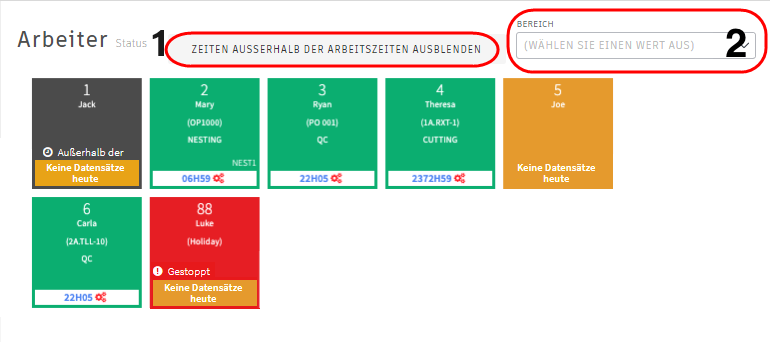 Arbeiter Status
1
ZEITEN AUSSERHALB DER ARBEITSZEITEN AUSBLENDEN
BEREICH
(WÄHLEN SIE EINEN WERT AUS)
2
1
Jack
Außerhalb der
Keine Datensätze
heute
2
Mary
(OP1000)
NESTING
NEST1
06H59
3
Ryan
(PO 001)
QC
22H05
4
Theresa
(1A.RXT-1)
CUTTING
2372H59
5
Joe
Keine Datensätze
heute
6
Carla
(2A.TLL-10)
QC
22H05
88
Luke
(Holiday)
Gestoppt
Keine Datensätze
heute